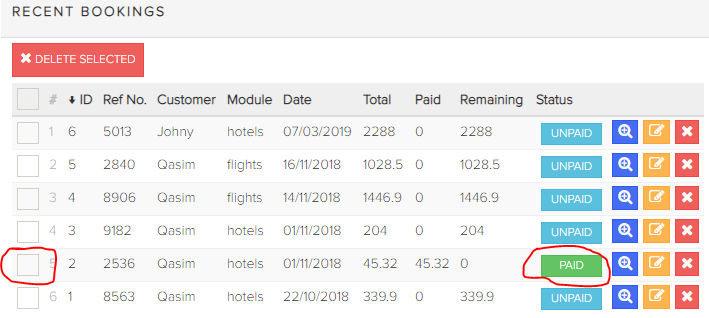 RECENT BOOKINGS
✖ DELETE SELECTED
# ID Ref No. Customer Module Date Total Paid Remaining Status
1 6 5013 Johny hotels 07/03/2019 2288 0 2288 UNPAID
2 5 2840 Qasim flights 16/11/2018 1028.5 0 1028.5 UNPAID
3 4 8906 Qasim flights 14/11/2018 1446.9 0 1446.9 UNPAID
4 3 9182 Qasim hotels 01/11/2018 204 0 204 UNPAID
5 2 2536 Qasim hotels 01/11/2018 45.32 45.32 0 PAID
6 1 8563 Qasim hotels 22/10/2018 339.9 0 339.9 UNPAID